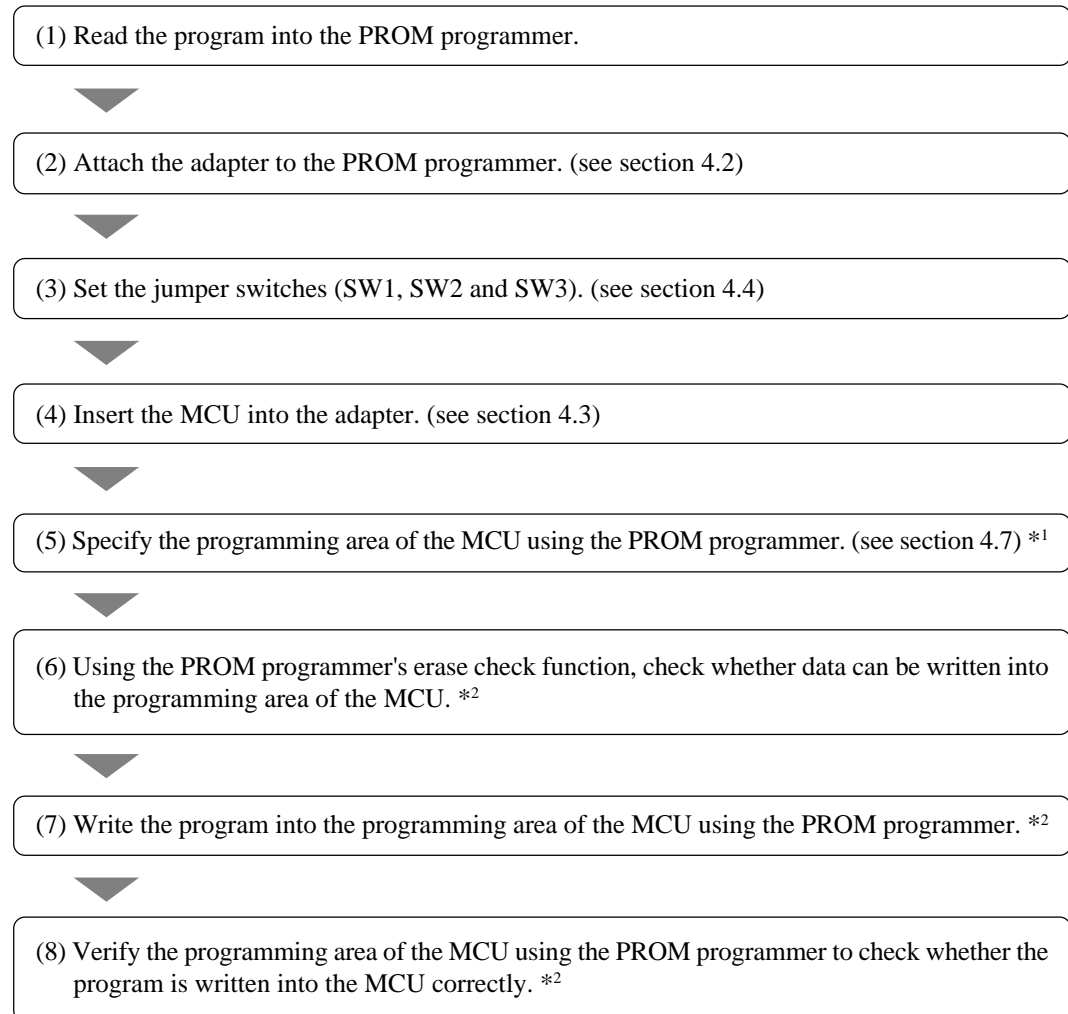 (1) Read the program into the PROM programmer.
(2) Attach the adapter to the PROM programmer. (see section 4.2)
(3) Set the jumper switches (SW1, SW2 and SW3). (see section 4.4)
(4) Insert the MCU into the adapter. (see section 4.3)
(5) Specify the programming area of the MCU using the PROM programmer. (see section 4.7) *1
(6) Using the PROM programmer's erase check function, check whether data can be written into
the programming area of the MCU. *2
(7) Write the program into the programming area of the MCU using the PROM programmer. *2
(8) Verify the programming area of the MCU using the PROM programmer to check whether the
program is written into the MCU correctly. *2